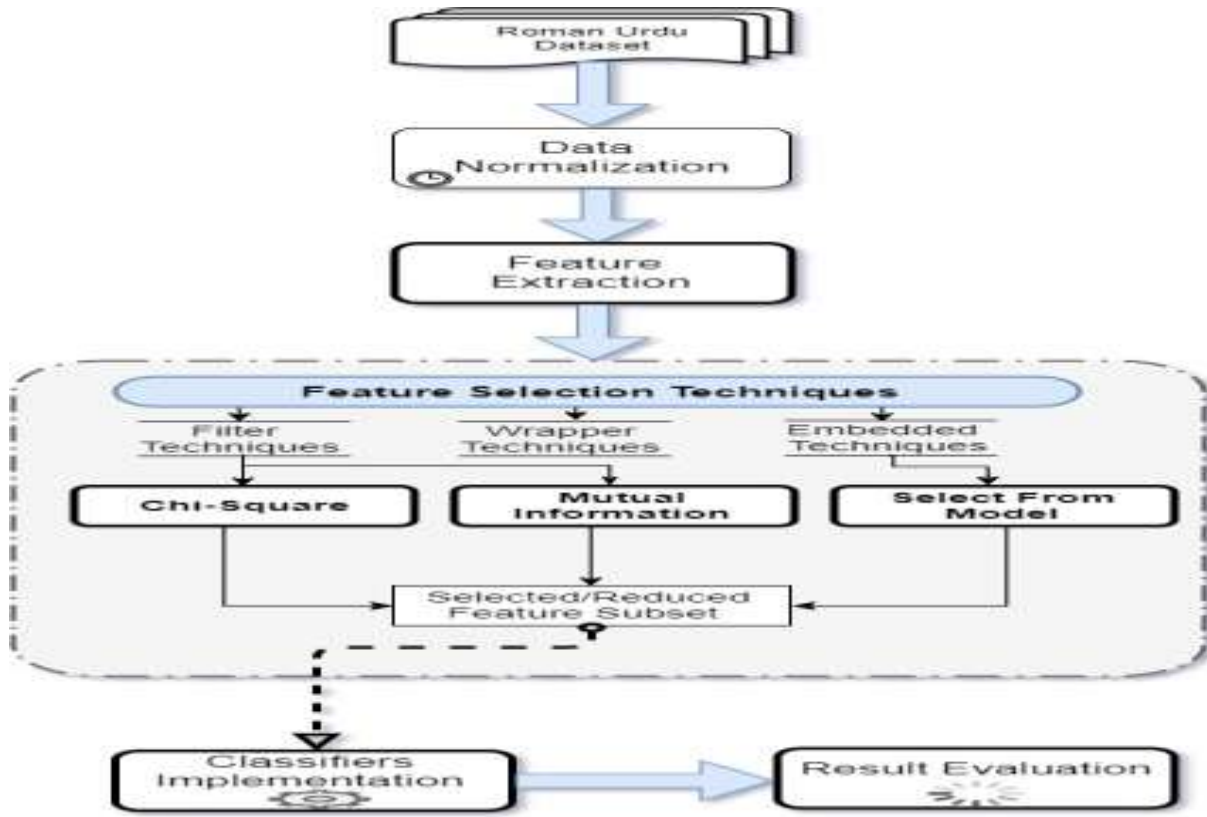 Roman Urdu
Dataset
Data
Normalization
Feature
Extraction
Feature Selection Techniques
Filter
Techniques
Wrapper
Techniques
Embedded
Techniques
Chi-Square
Mutual
Information
Select From
Model
Selected/Reduced
Feature Subset
Classifiers
Implementation
Result Evaluation